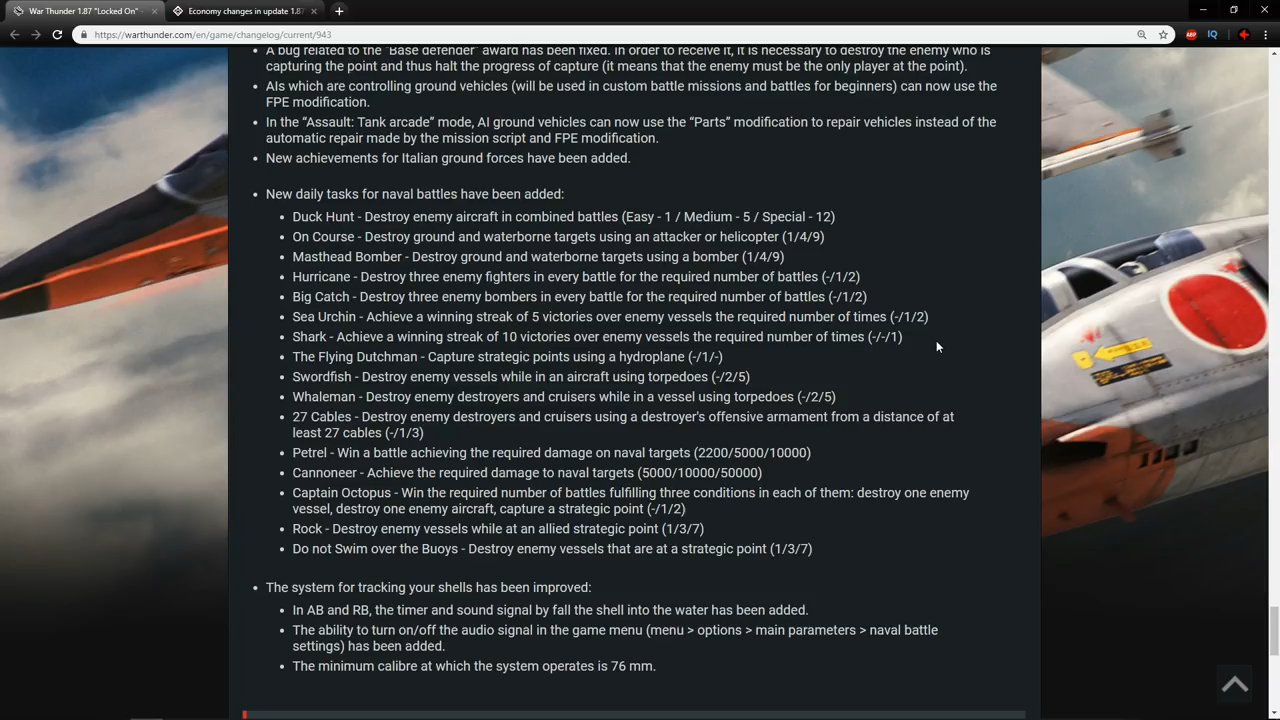 War Thunder 1.87 "Locked On" -
Economy changes in update 1.87
https://warthunder.com/en/game/changelog/current/943
A bug related to the "Base defender" award has been fixed. In order to receive it, it is necessary to destroy the enemy who is
capturing the point and thus halt the progress of capture (it means that the enemy must be the only player at the point).
AIs which are controlling ground vehicles (will be used in custom battle missions and battles for beginners) can now use the
FPE modification.
In the “Assault: Tank arcade” mode, AI ground vehicles can now use the “Parts” modification to repair vehicles instead of the
automatic repair made by the mission script and FPE modification.
New achievements for Italian ground forces have been added.
New daily tasks for naval battles have been added:
Duck Hunt - Destroy enemy aircraft in combined battles (Easy - 1 / Medium - 5 / Special - 12)
On Course - Destroy ground and waterborne targets using an attacker or helicopter (1/4/9)
Masthead Bomber - Destroy ground and waterborne targets using a bomber (1/4/9)
Hurricane - Destroy three enemy fighters in every battle for the required number of battles (-/1/2)
Big Catch - Destroy three enemy bombers in every battle for the required number of battles (-/1/2)
Sea Urchin - Achieve a winning streak of 5 victories over enemy vessels the required number of times (-/1/2)
Shark - Achieve a winning streak of 10 victories over enemy vessels the required number of times (-/-/1)
The Flying Dutchman - Capture strategic points using a hydroplane (-/1/-)
Swordfish - Destroy enemy vessels while in an aircraft using torpedoes (-/2/5)
Whaleman - Destroy enemy destroyers and cruisers while in a vessel using torpedoes (-/2/5)
27 Cables - Destroy enemy destroyers and cruisers using a destroyer's offensive armament from a distance of at
least 27 cables (-/1/3)
Petrel - Win a battle achieving the required damage on naval targets (2200/5000/10000)
Cannoneer - Achieve the required damage to naval targets (5000/10000/50000)
Captain Octopus - Win the required number of battles fulfilling three conditions in each of them: destroy one enemy
vessel, destroy one enemy aircraft, capture a strategic point (-/1/2)
Rock - Destroy enemy vessels while at an allied strategic point (1/3/7)
Do not Swim over the Buoys - Destroy enemy vessels that are at a strategic point (1/3/7)
The system for tracking your shells has been improved:
In AB and RB, the timer and sound signal by fall the shell into the water has been added.
The ability to turn on/off the audio signal in the game menu (menu > options > main parameters > naval battle
settings) has been added.
The minimum calibre at which the system operates is 76 mm.